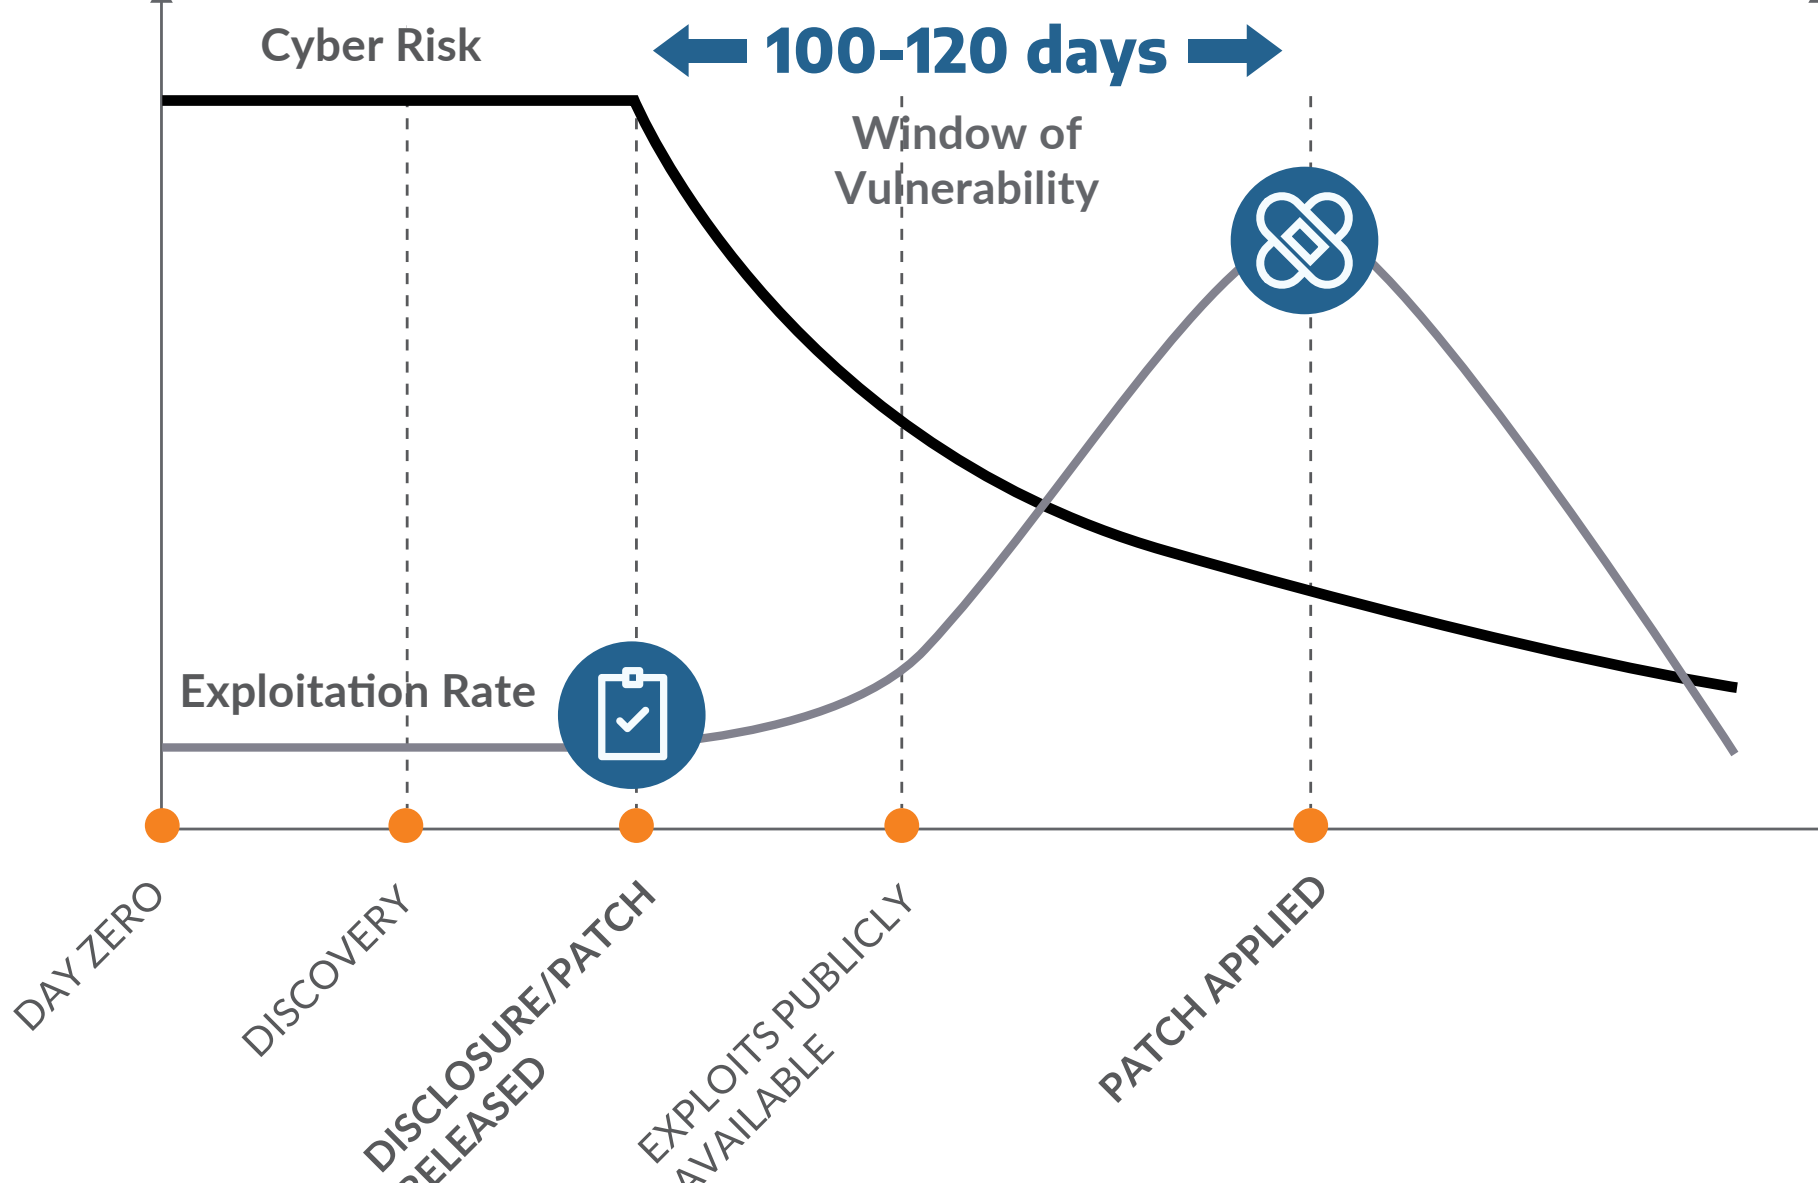 Cyber Risk
100-120 days
Window of
Vulnerability
Exploitation Rate
DAY ZERO
DISCOVERY
DISCLOSURE/PATCH
RELEASED
EXPLOITS PUBLICLY
AVAILABLE
PATCH APPLIED